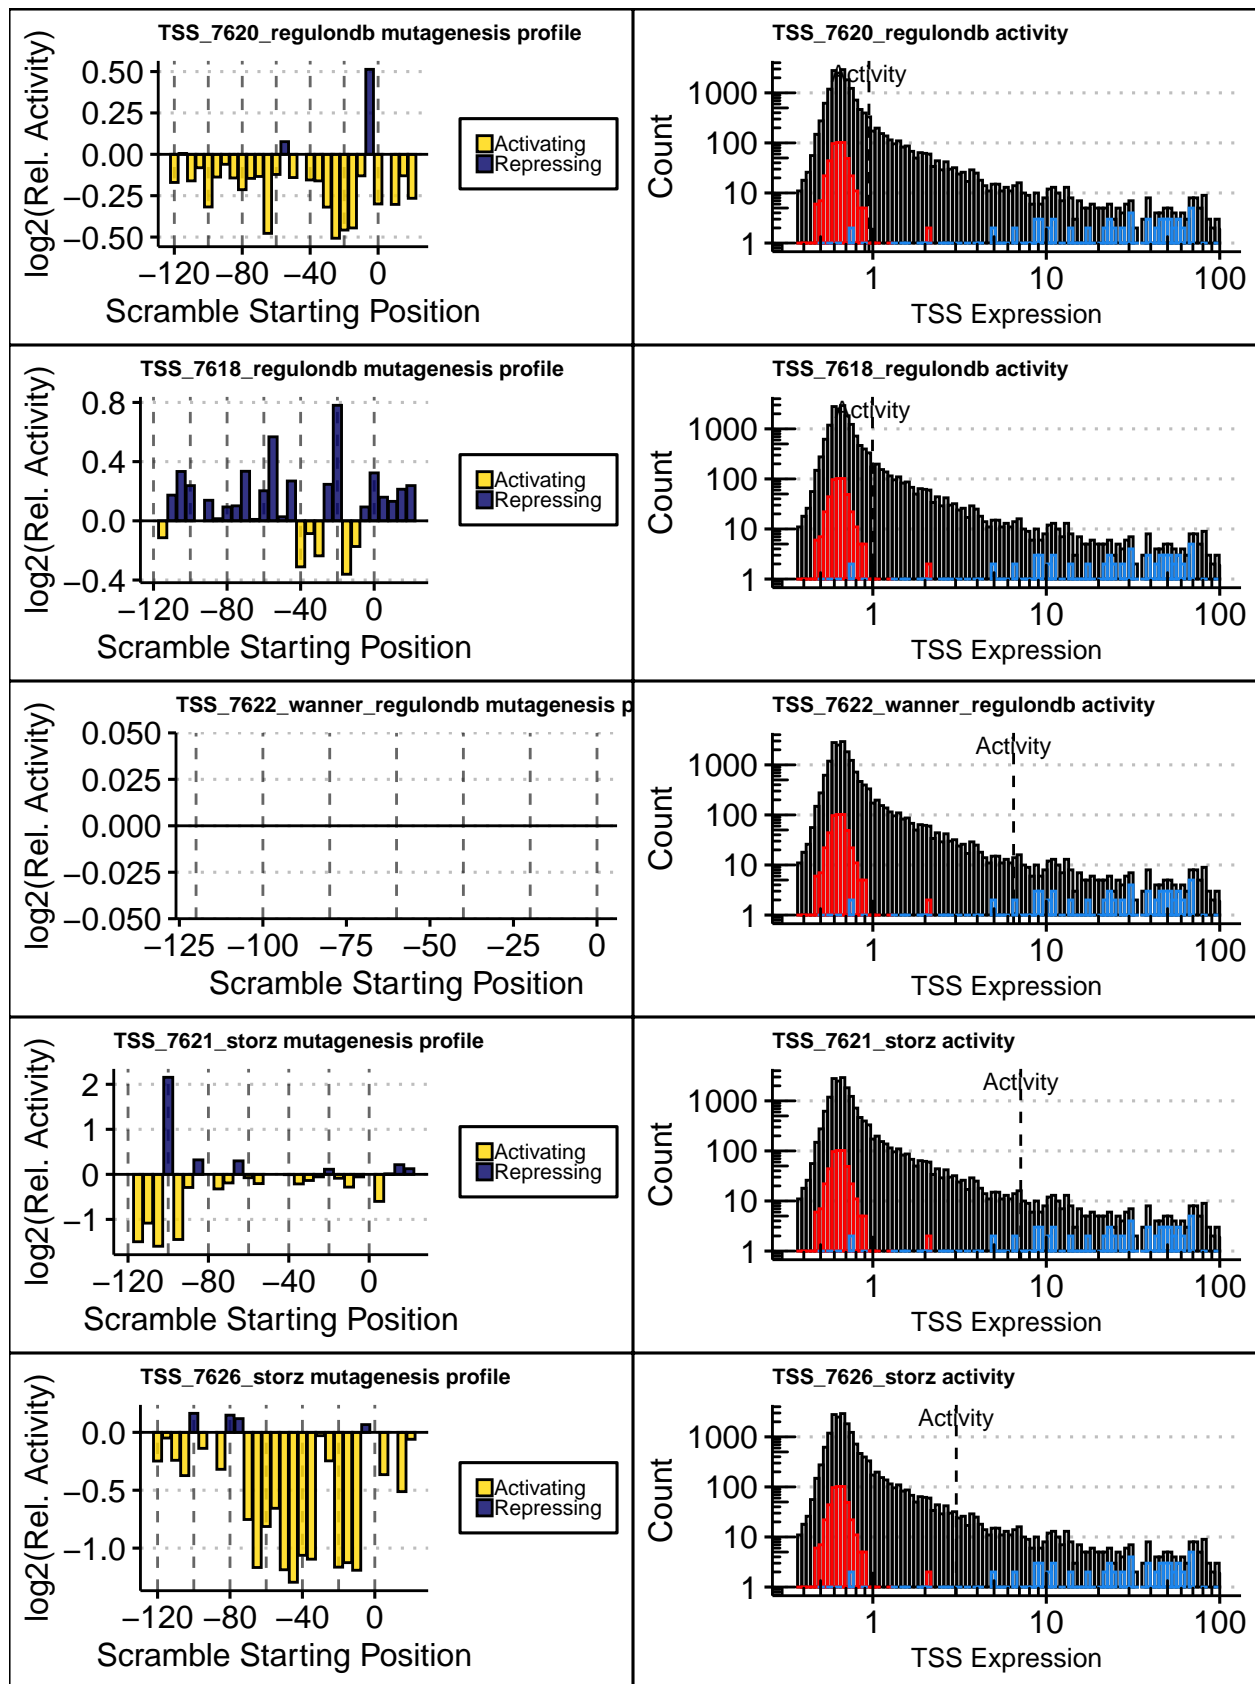 TSS_7620_regulondb mutagenesis profile
log2(Rel. Activity)
0.50
0.25
0.00
−0.25
−0.50
−120 −80 −40 0
Scramble Starting Position
Activating
Repressing
TSS_7620_regulondb activity
Activity
Count
1000
100
10
1
1 10 100
TSS Expression
TSS_7618_regulondb mutagenesis profile
log2(Rel. Activity)
0.8
0.4
0.0
−0.4
−120 −80 −40 0
Scramble Starting Position
Activating
Repressing
TSS_7618_regulondb activity
Activity
Count
1000
100
10
1
1 10 100
TSS Expression
TSS_7622_wanner_regulondb mutagenesis p
log2(Rel. Activity)
0.050
0.025
0.000
−0.025
−0.050
−125 −100 −75 −50 −25 0
Scramble Starting Position
TSS_7622_wanner_regulondb activity
Activity
Count
1000
100
10
1
1 10 100
TSS Expression
TSS_7621_storz mutagenesis profile
log2(Rel. Activity)
2
1
0
−1
−120 −80 −40 0
Scramble Starting Position
Activating
Repressing
TSS_7621_storz activity
Activity
Count
1000
100
10
1
1 10 100
TSS Expression
TSS_7626_storz mutagenesis profile
log2(Rel. Activity)
0.0
−0.5
−1.0
−120 −80 −40 0
Scramble Starting Position
Activating
Repressing
TSS_7626_storz activity
Activity
Count
1000
100
10
1
1 10 100
TSS Expression